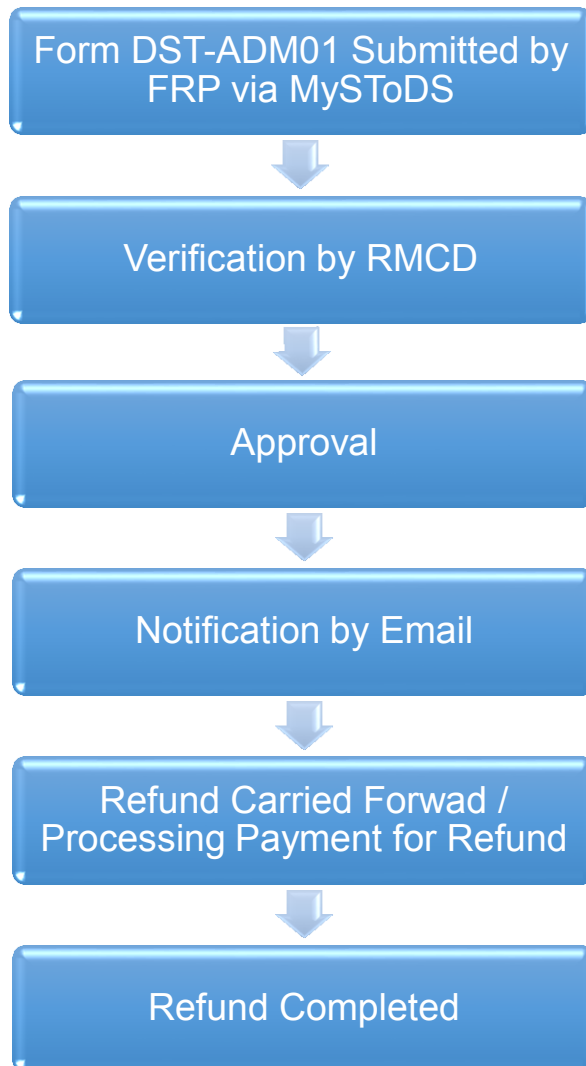 Form DST-ADM01 Submitted by
FRP via MySToDS
Verification by RMCD
Approval
Notification by Email
Refund Carried Forwad /
Processing Payment for Refund
Refund Completed